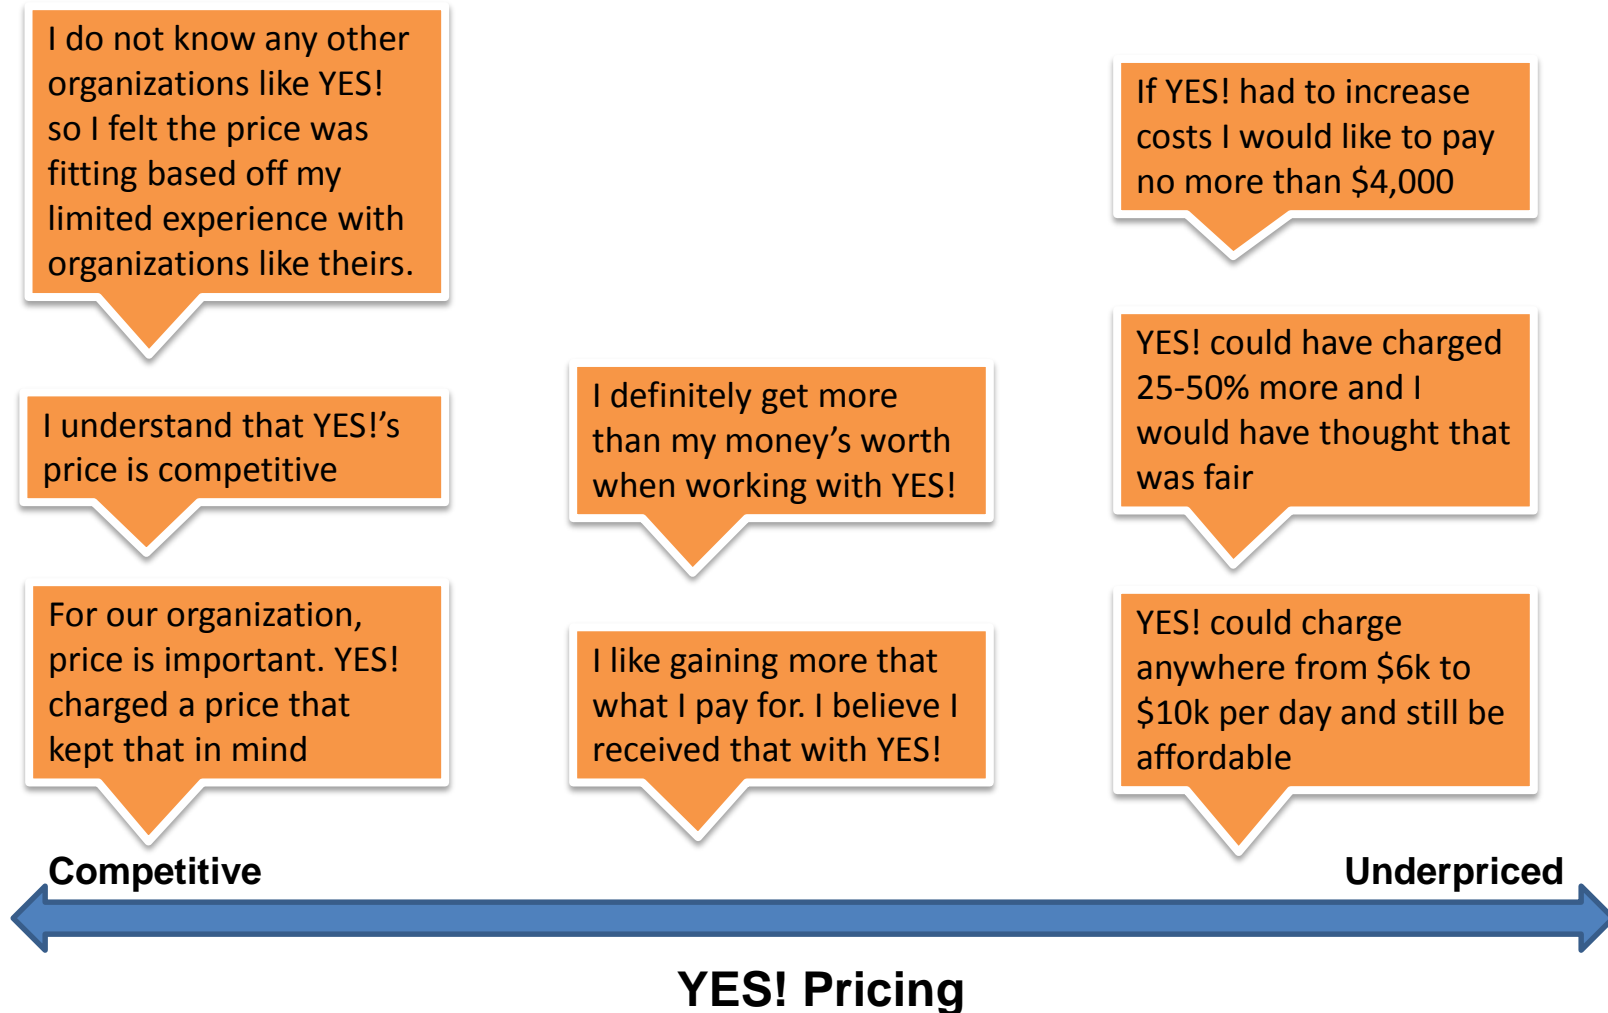 I do not know any other
organizations like YES!
so I felt the price was
fitting based off my
limited experience with
organizations like theirs.
I understand that YES!’s
price is competitive
For our organization,
price is important. YES!
charged a price that
kept that in mind
I definitely get more
than my money’s worth
when working with YES!
I like gaining more that
what I pay for. I believe I
received that with YES!
If YES! had to increase
costs I would like to pay
no more than $4,000
YES! could have charged
25-50% more and I
would have thought that
was fair
YES! could charge
anywhere from $6k to
$10k per day and still be
affordable
Competitive
Underpriced
YES! Pricing